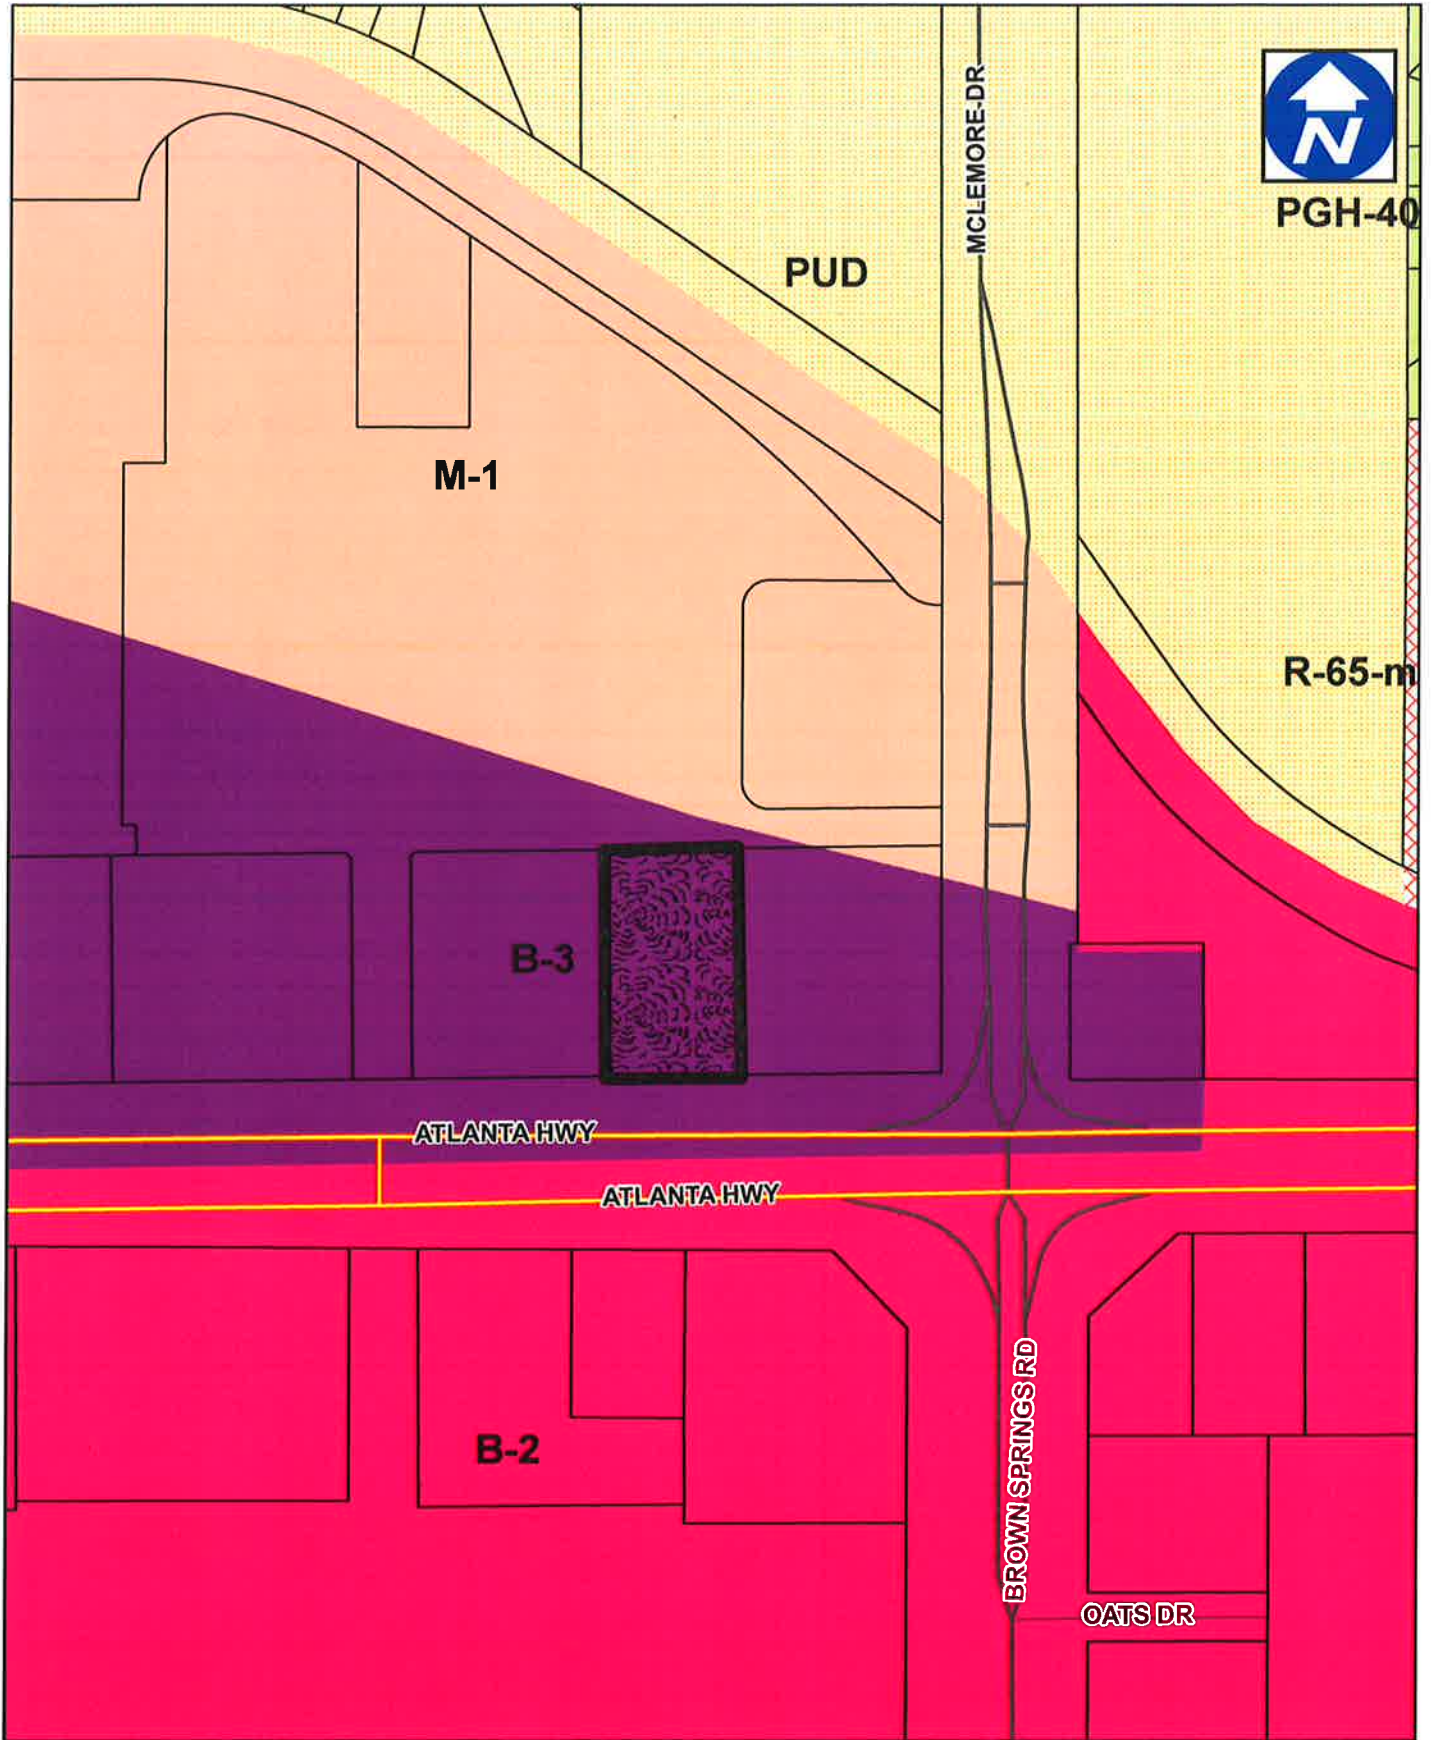 MCLEMORE DR
N
PGH-40
PUD
M-1
R-65-m
B-3
ATLANTA HWY
ATLANTA HWY
BROWN SPRINGS RD
B-2
OATS DR